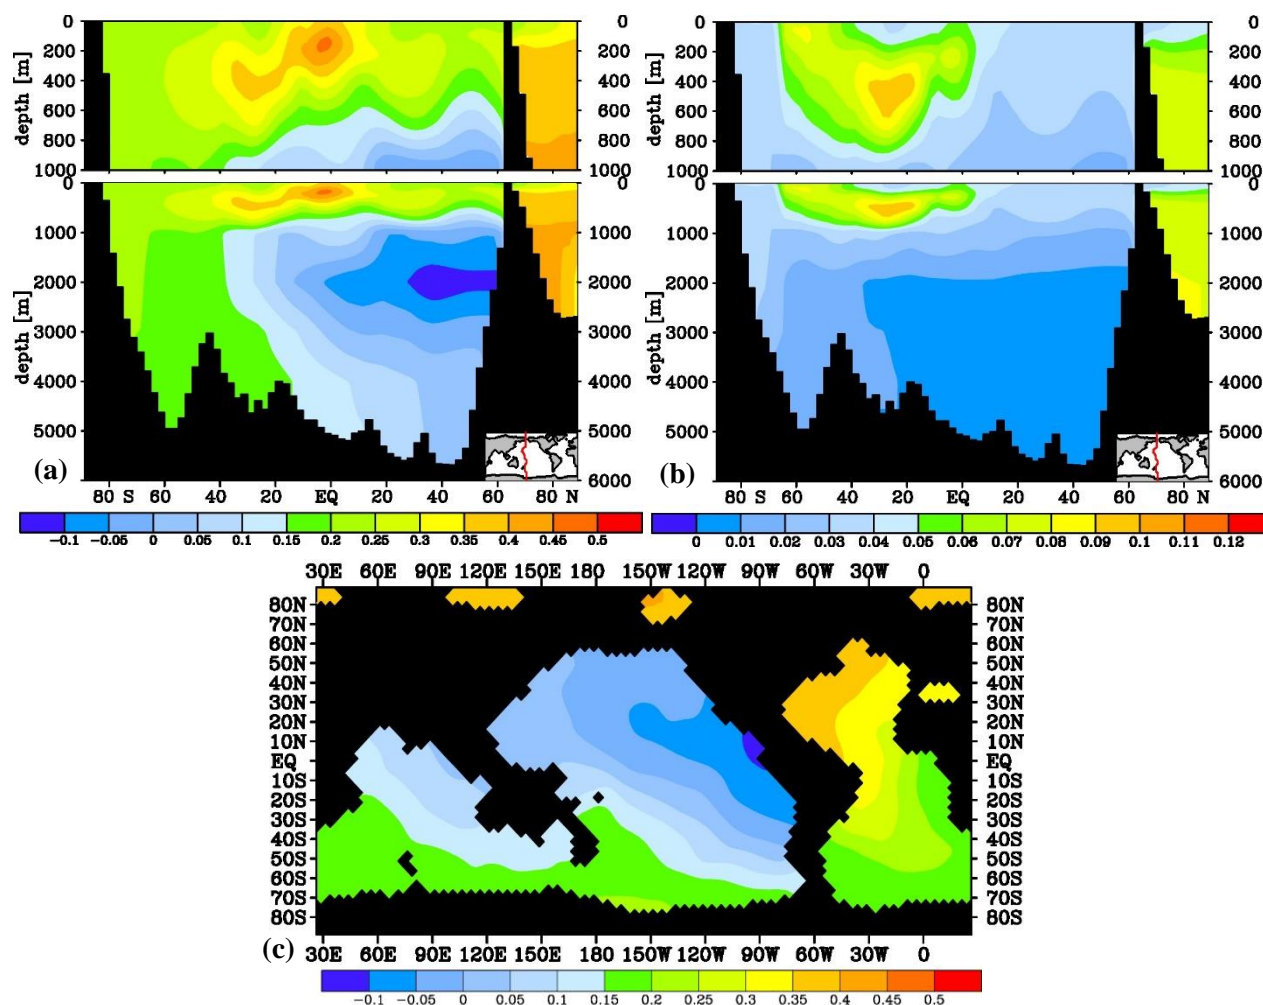 0 0 0 0
200 200 200 200
400 400 400 400
600 600 600 600
800 800 800 800
1000 1000 1000 1000
depth [m] depth [m]
0 0 0 0
1000 1000 1000 1000
2000 2000 2000 2000
3000 3000 3000 3000
4000 4000 4000 4000
5000 5000 5000 5000
6000 6000
depth [m] depth [m]
(a) (b)
80 S 60 40 20 EQ 20 40 60 80 N 80 S 60 40 20 EQ 20 40 60 80 N
-0.1 -0.05 0 0.05 0.1 0.15 0.2 0.25 0.3 0.35 0.4 0.45 0.5 0 0.01 0.02 0.03 0.04 0.05 0.06 0.07 0.08 0.09 0.1 0.11 0.12
30E 60E 90E 120E 150E 180 150W 120W 90W 60W 30W 0
80N 80N
70N 70N
60N 60N
50N 50N
40N 40N
30N 30N
20N 20N
10N 10N
EQ EQ
10S 10S
20S 20S
30S 30S
40S 40S
50S 50S
60S 60S
70S 70S
80S 80S
(c)
30E 60E 90E 120E 150E 180 150W 120W 90W 60W 30W 0
-0.1 -0.05 0 0.05 0.1 0.15 0.2 0.25 0.3 0.35 0.4 0.45 0.5